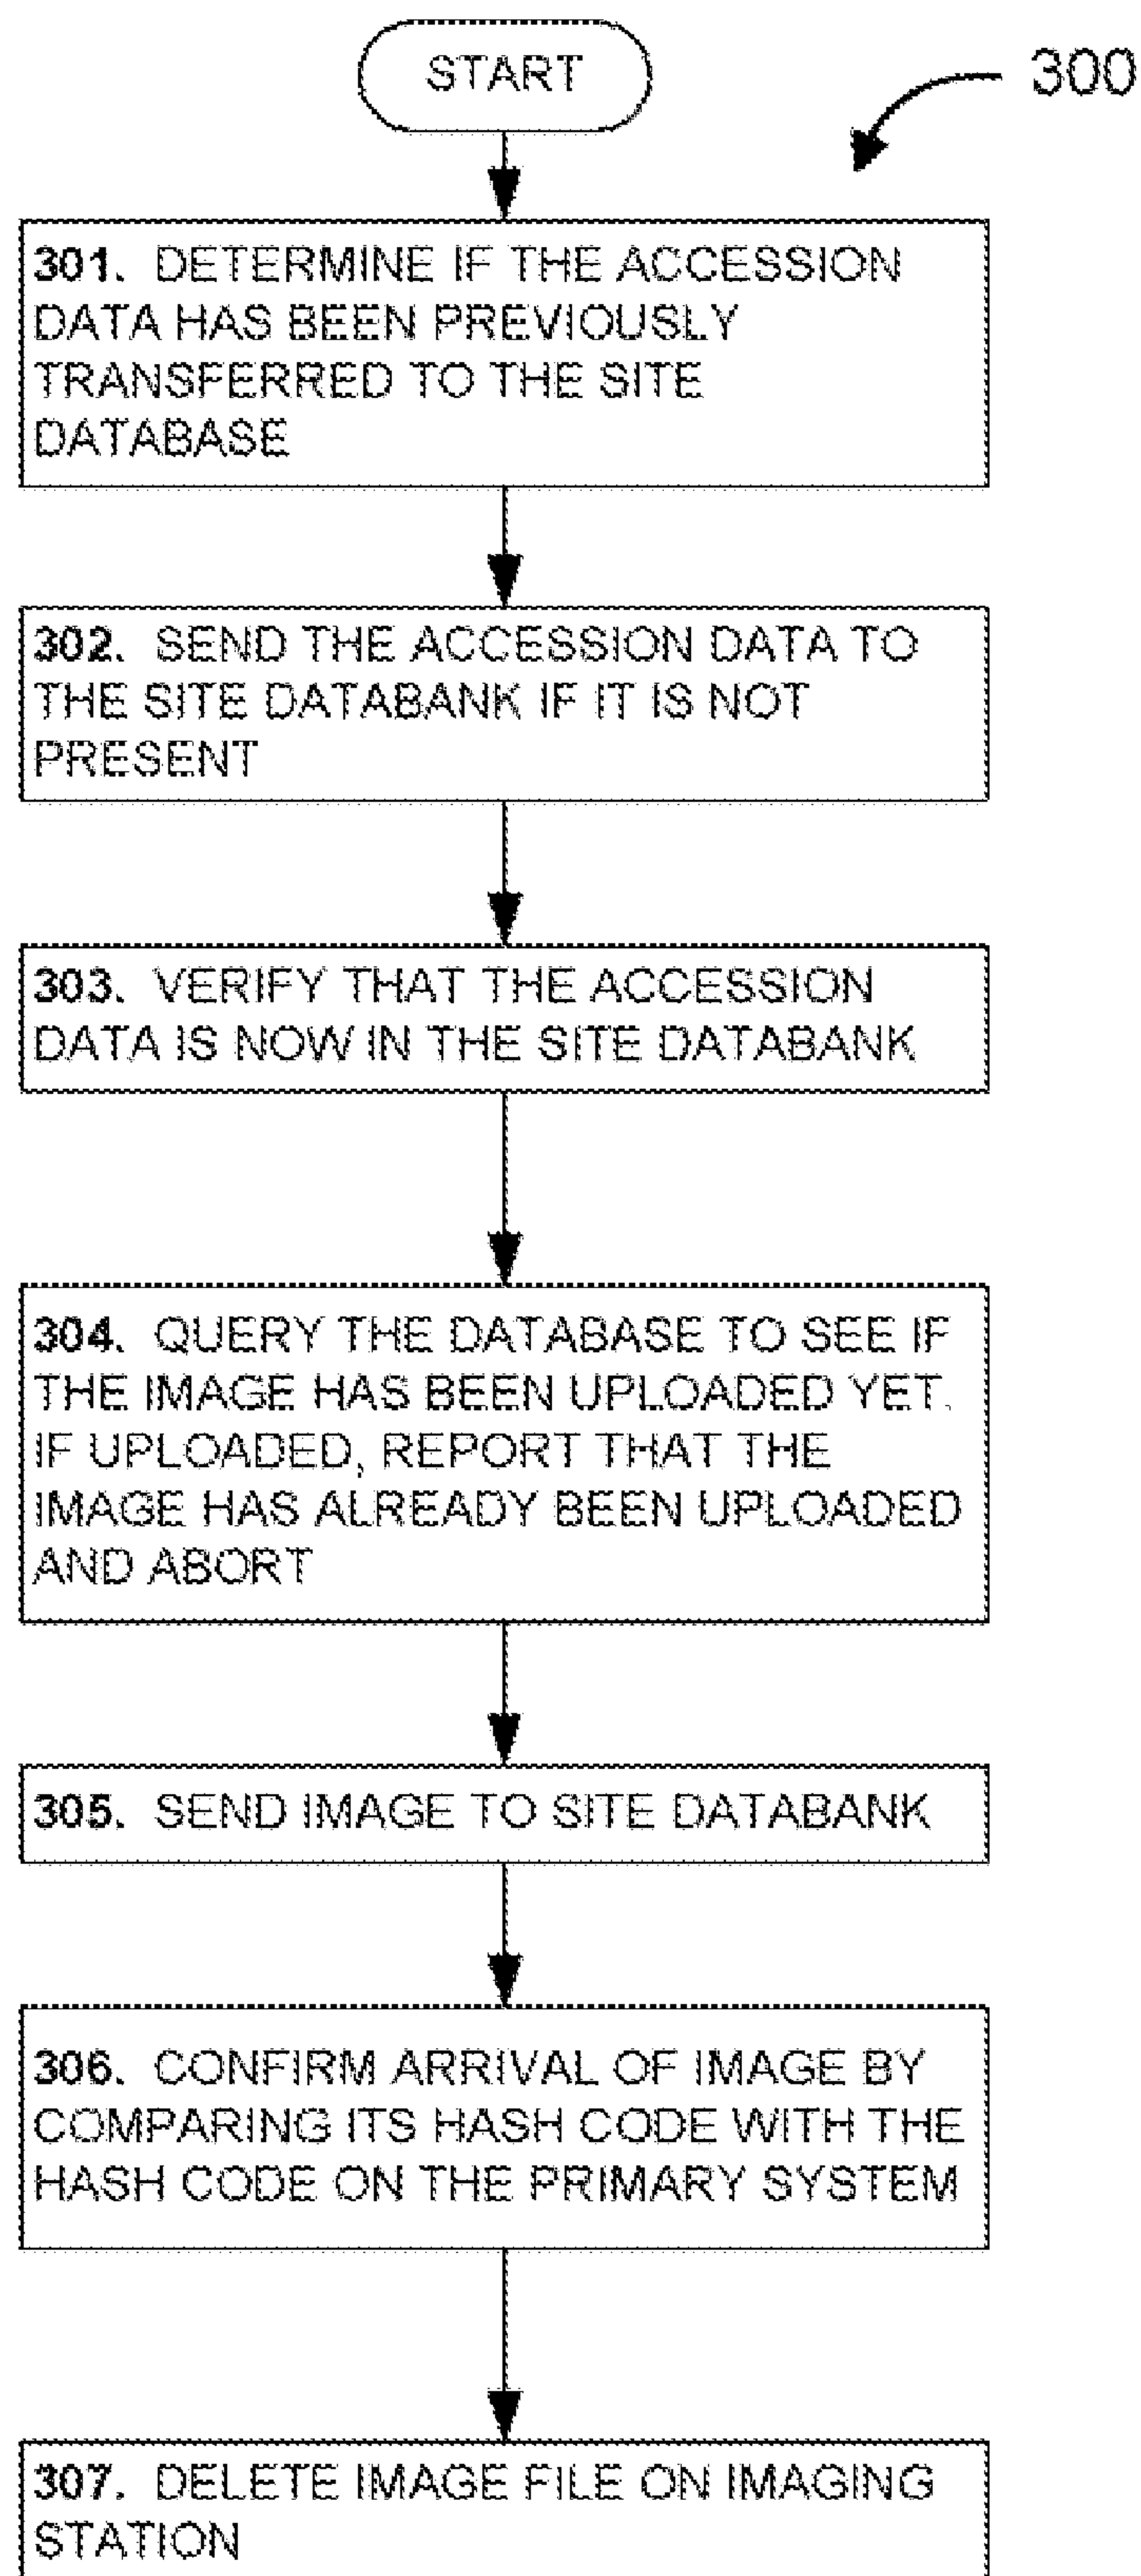 START
300
301. DETERMINE IF THE ACCESSION
DATA HAS BEEN PREVIOUSLY
TRANSFERRED TO THE SITE
DATABASE
302. SEND THE ACCESSION DATA TO
THE SITE DATABANK IF IT IS NOT
PRESENT
303. VERIFY THAT THE ACCESSION
DATA IS NOW IN THE SITE DATABANK
304. QUERY THE DATABASE TO SEE IF
THE IMAGE HAS BEEN UPLOADED YET.
IF UPLOADED, REPORT THAT THE
IMAGE HAS ALREADY BEEN UPLOADED
AND ABORT
305. SEND IMAGE TO SITE DATABANK
306. CONFIRM ARRIVAL OF IMAGE BY
COMPARING ITS HASH CODE WITH THE
HASH CODE ON THE PRIMARY SYSTEM
307. DELETE IMAGE FILE ON IMAGING
STATION